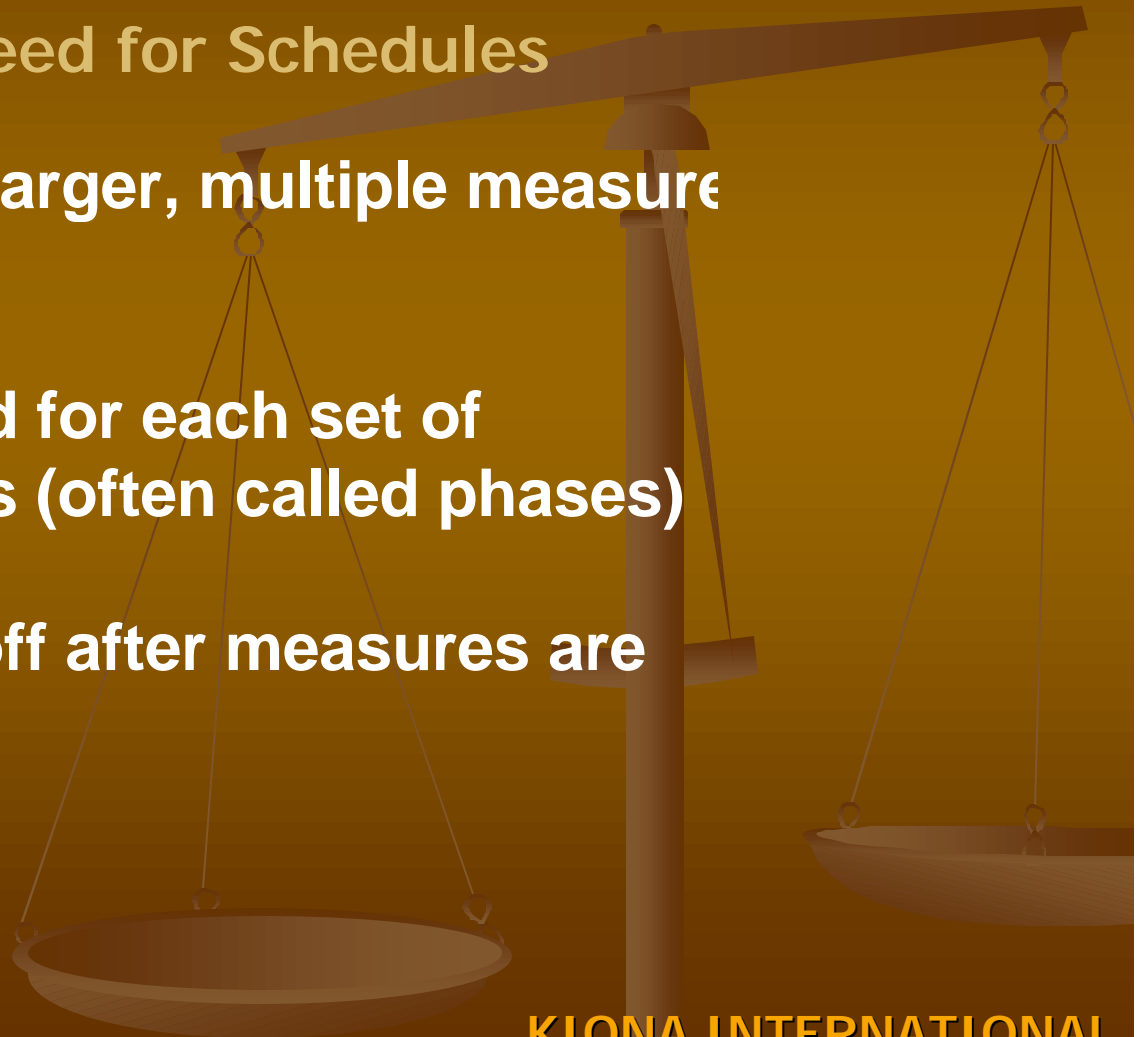 eed for Schedules
arger, multiple measure
d for each set of
s (often called phases)
off after measures are
KIONA INTERNATIONAL